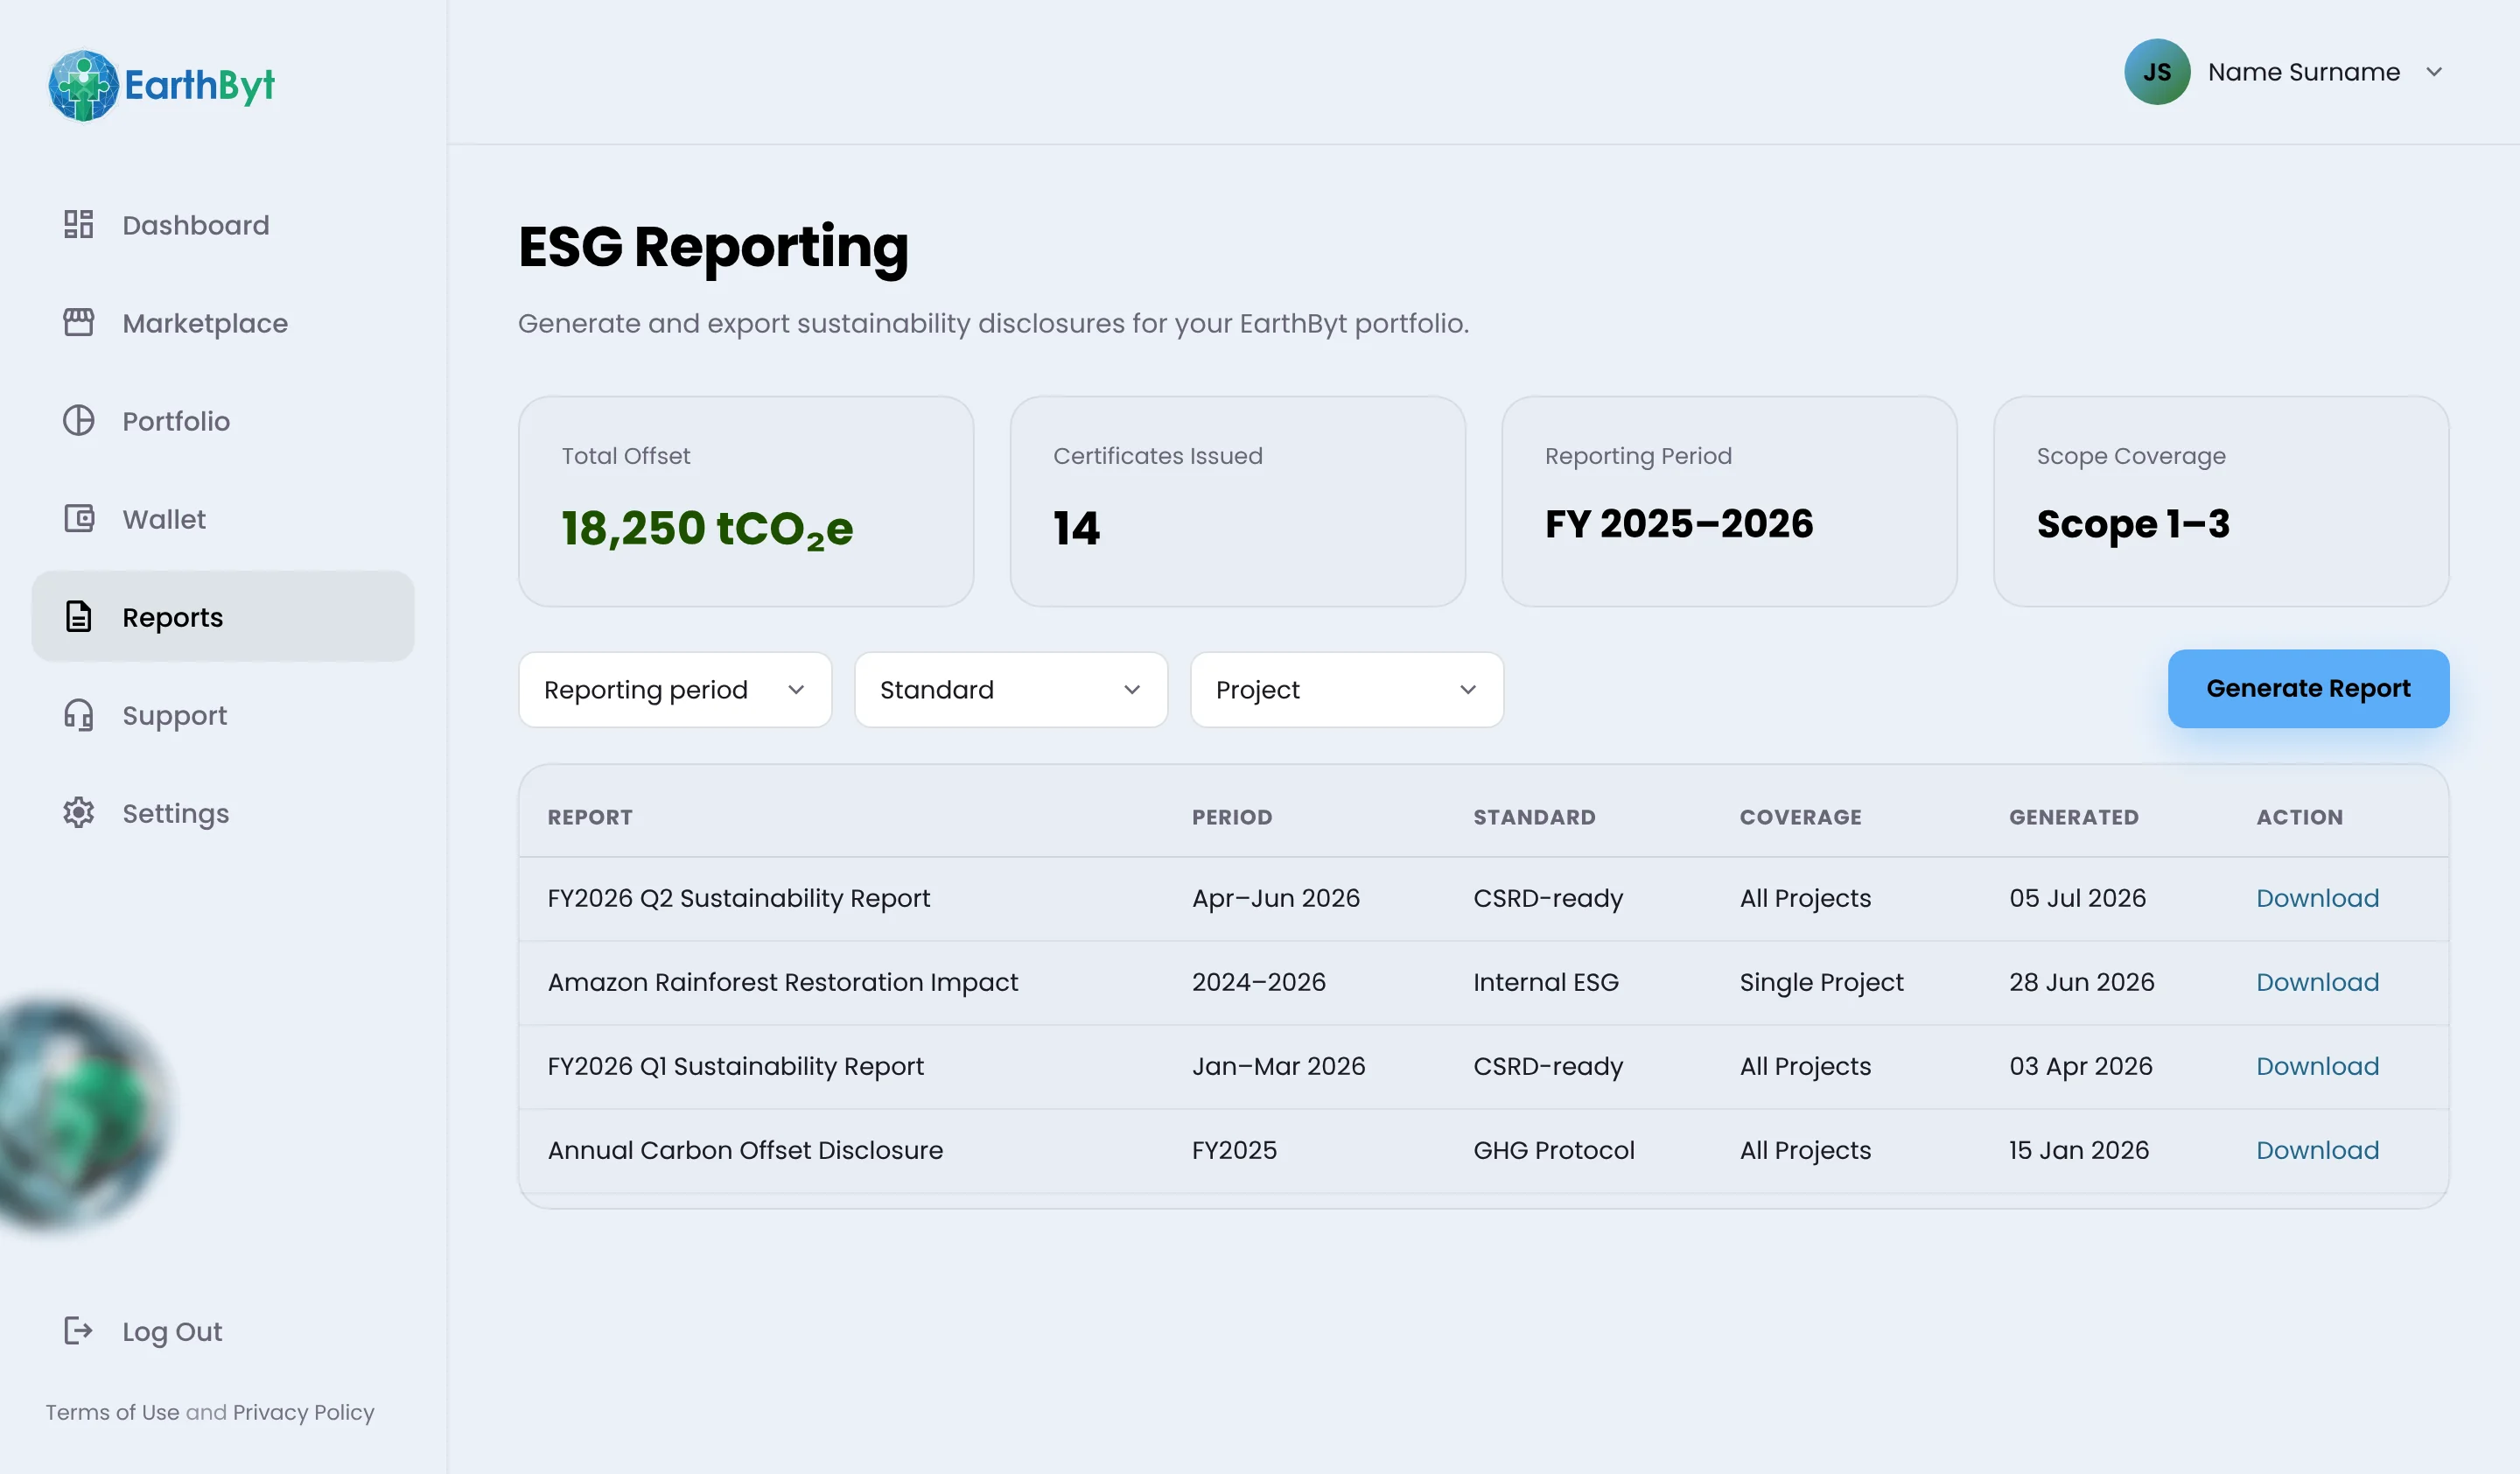 EarthByt
JS Name Surname
Dashboard
Marketplace
Portfolio
Wallet
Reports
Support
Settings
Log Out
Terms of Use and Privacy Policy
ESG Reporting
Generate and export sustainability disclosures for your EarthByt portfolio.
Total Offset
18,250 tCO₂e
Certificates Issued
14
Reporting Period
FY 2025–2026
Scope Coverage
Scope 1–3
Reporting period Standard Project Generate Report
REPORT PERIOD STANDARD COVERAGE GENERATED ACTION
FY2026 Q2 Sustainability Report Apr–Jun 2026 CSRD-ready All Projects 05 Jul 2026 Download
Amazon Rainforest Restoration Impact 2024–2026 Internal ESG Single Project 28 Jun 2026 Download
FY2026 Q1 Sustainability Report Jan–Mar 2026 CSRD-ready All Projects 03 Apr 2026 Download
Annual Carbon Offset Disclosure FY2025 GHG Protocol All Projects 15 Jan 2026 Download